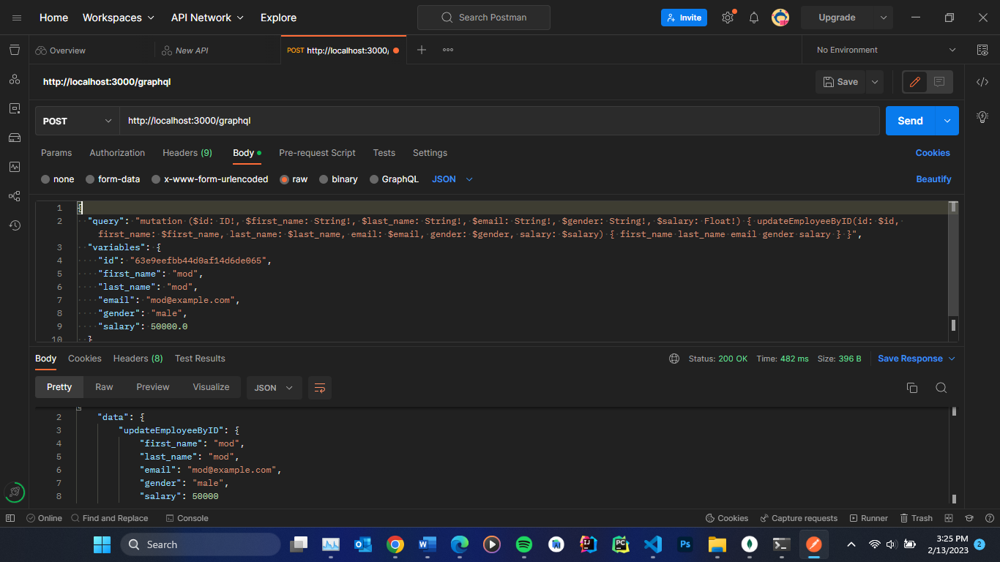 Home Workspaces API Network Explore Search Postman Invite Upgrade
Overview New API POST http://localhost:3000/ No Environment
http://localhost:3000/graphql Save
POST http://localhost:3000/graphql Send
Params Authorization Headers (9) Body Pre-request Script Tests Settings Cookies
none form-data x-www-form-urlencoded raw binary GraphQL JSON Beautify
1 {
2 "query": "mutation ($id: ID!, $first_name: String!, $last_name: String!, $email: String!, $gender: String!, $salary: Float!) { updateEmployeeByID(id: $id,
first_name: $first_name, last_name: $last_name, email: $email, gender: $gender, salary: $salary) { first_name last_name email gender salary } }",
3 "variables": {
4 "id": "63e9eefbb44d0af14d6de065",
5 "first_name": "mod",
6 "last_name": "mod",
7 "email": "mod@example.com",
8 "gender": "male",
9 "salary": 50000.0
10 }
Body Cookies Headers (8) Test Results Status: 200 OK Time: 482 ms Size: 396 B Save Response
Pretty Raw Preview Visualize JSON
2 "data": {
3 "updateEmployeeByID": {
4 "first_name": "mod",
5 "last_name": "mod",
6 "email": "mod@example.com",
7 "gender": "male",
8 "salary": 50000
Online Find and Replace Console Cookies Capture requests Runner Trash
Search IJ PC Ps 3:25 PM
2/13/2023 2